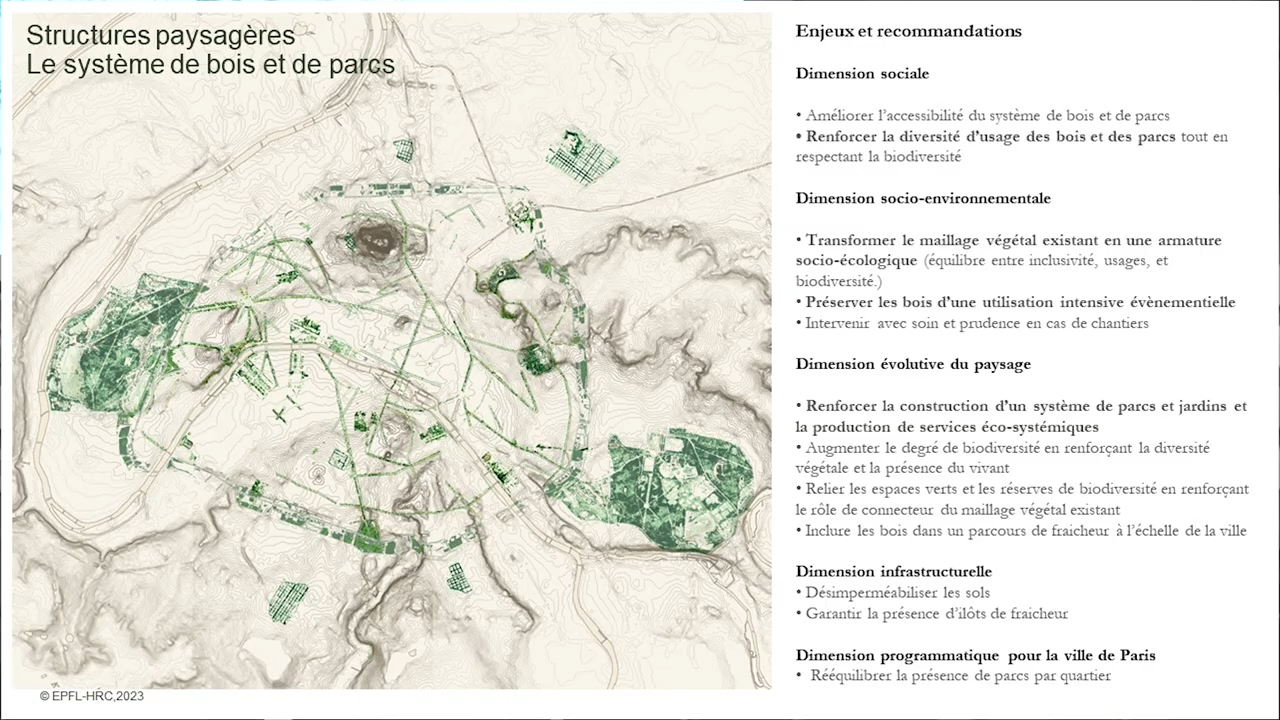 Structures paysagères
Le système de bois et de parcs
© EPFL-HRC,2023
Enjeux et recommandations
Dimension sociale
• Améliorer l'accessibilité du système de bois et de parcs
• Renforcer la diversité d'usage des bois et des parcs tout en
respectant la biodiversité
Dimension socio-environnementale
• Transformer le maillage végétal existant en une armature
socio-écologique (équilibre entre inclusivité, usages, et
biodiversité.)
• Préserver les bois d'une utilisation intensive évènementielle
• Intervenir avec soin et prudence en cas de chantiers
Dimension évolutive du paysage
• Renforcer la construction d'un système de parcs et jardins et
la production de services éco-systémiques
• Augmenter le degré de biodiversité en renforçant la diversité
végétale et la présence du vivant
• Relier les espaces verts et les réserves de biodiversité en renforçant
le rôle de connecteur du maillage végétal existant
• Inclure les bois dans un parcours de fraicheur à l'échelle de la ville
Dimension infrastructurelle
• Désimperméabiliser les sols
• Garantir la présence d'ilôts de fraicheur
Dimension programmatique pour la ville de Paris
• Rééquilibrer la présence de parcs par quartier